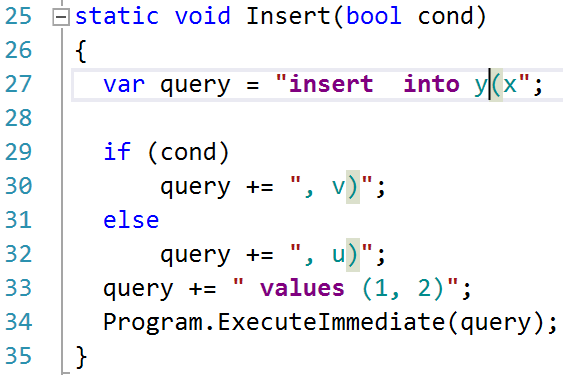 25 static void Insert(bool cond)
26 {
27 var query = "insert  into y(x";
28
29 if (cond)
30 query += ", v)";
31 else
32 query += ", u)";
33 query += " values (1, 2)";
34 Program.ExecuteImmediate(query);
35 }